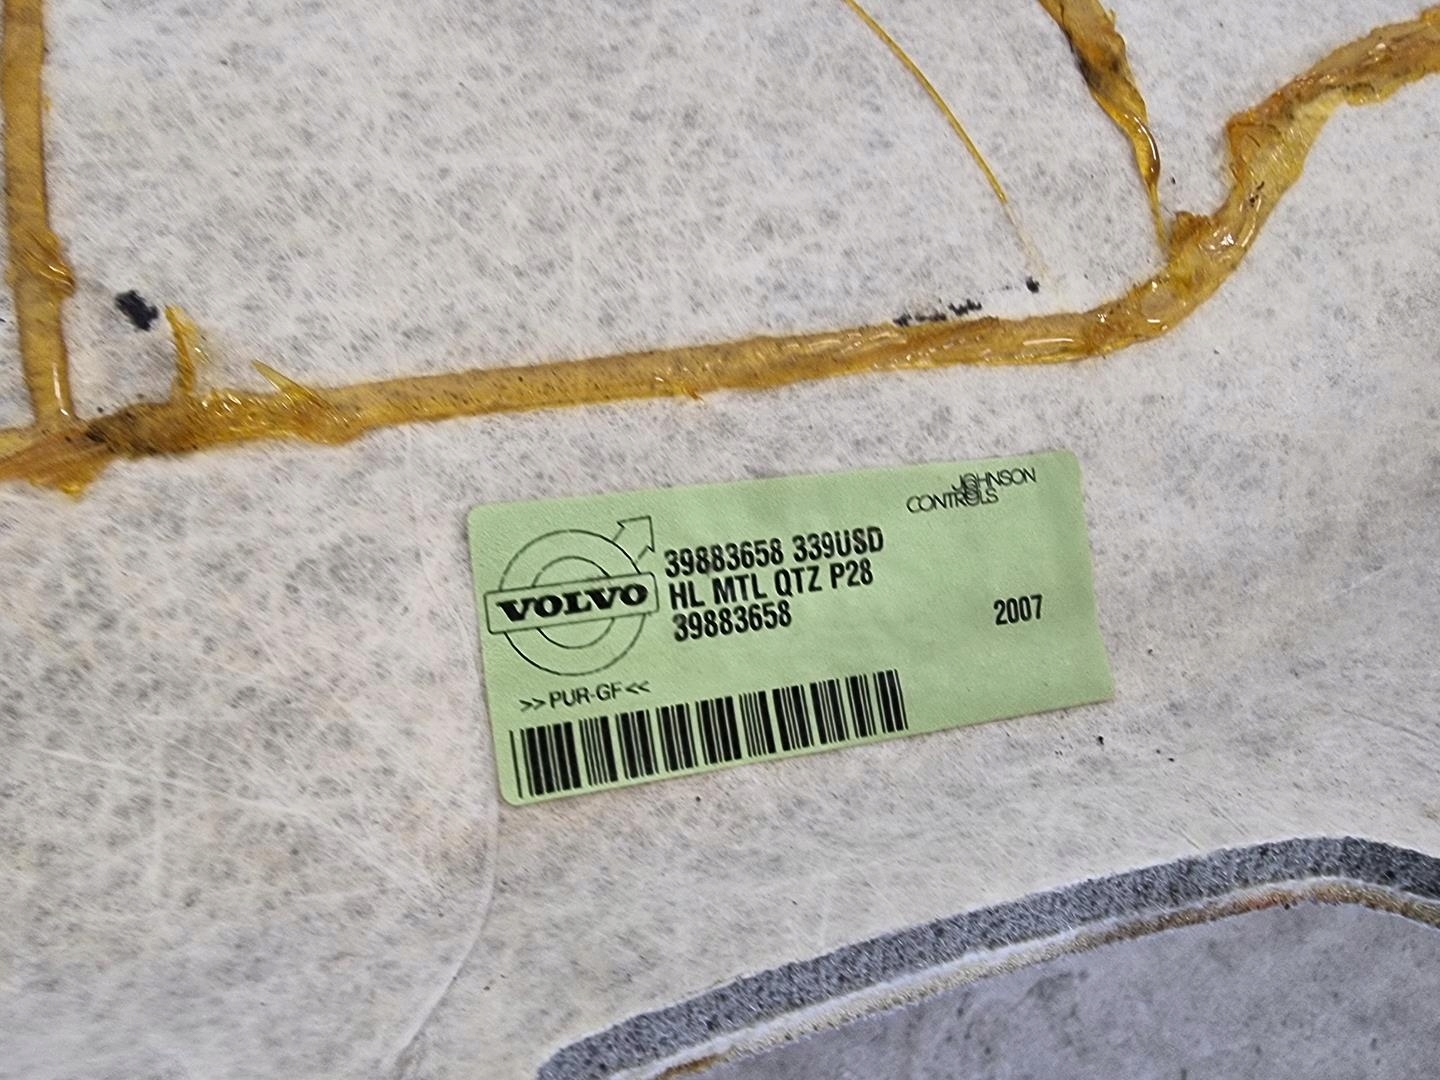 JOHNSON
CONTROLS
VOLVO
39883658 339USD
HL MTL QTZ P28
39883658
2007
>>PUR-GF<<